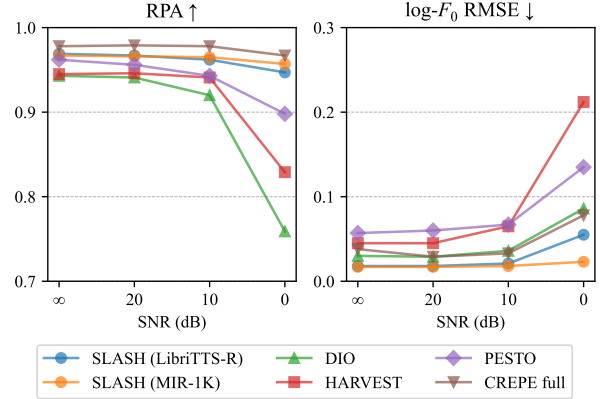 RPA ↑
log-F₀ RMSE ↓
1.0
0.9
0.8
0.7
∞ 20 10 0
SNR (dB)
0.3
0.2
0.1
0.0
∞ 20 10 0
SNR (dB)
SLASH (LibriTTS-R) DIO PESTO
SLASH (MIR-1K) HARVEST CREPE full